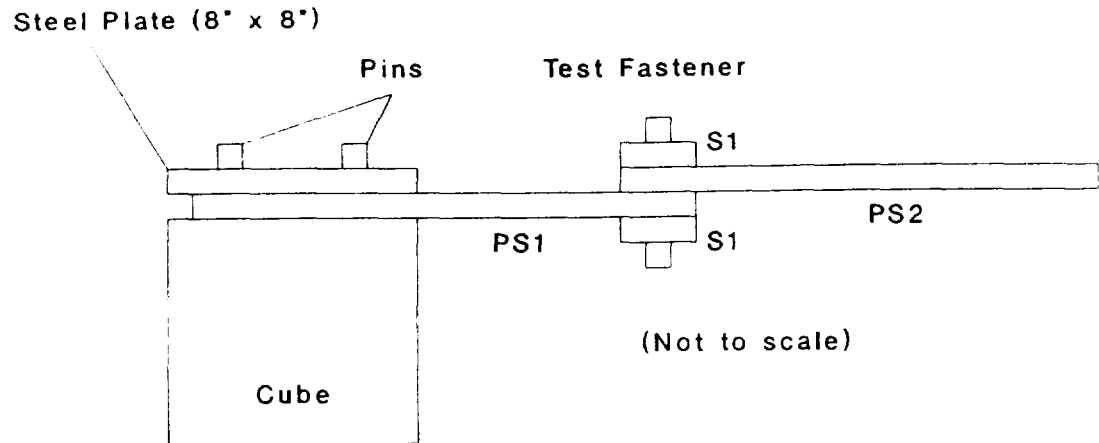 Steel Plate (8" x 8")
Pins
Test Fastener
S1
PS2
PS1
S1
(Not to scale)
Cube